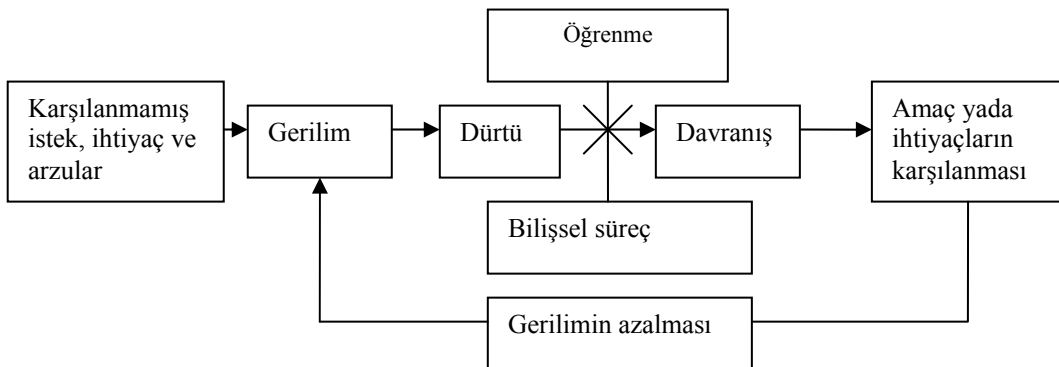 Öğrenme
Karşılanmamış
istek, ihtiyaç ve
arzular
Gerilim
Dürtü
Davranış
Amaç yada
ihtiyaçların
karşılanması
Bilişsel süreç
Gerilimin azalması